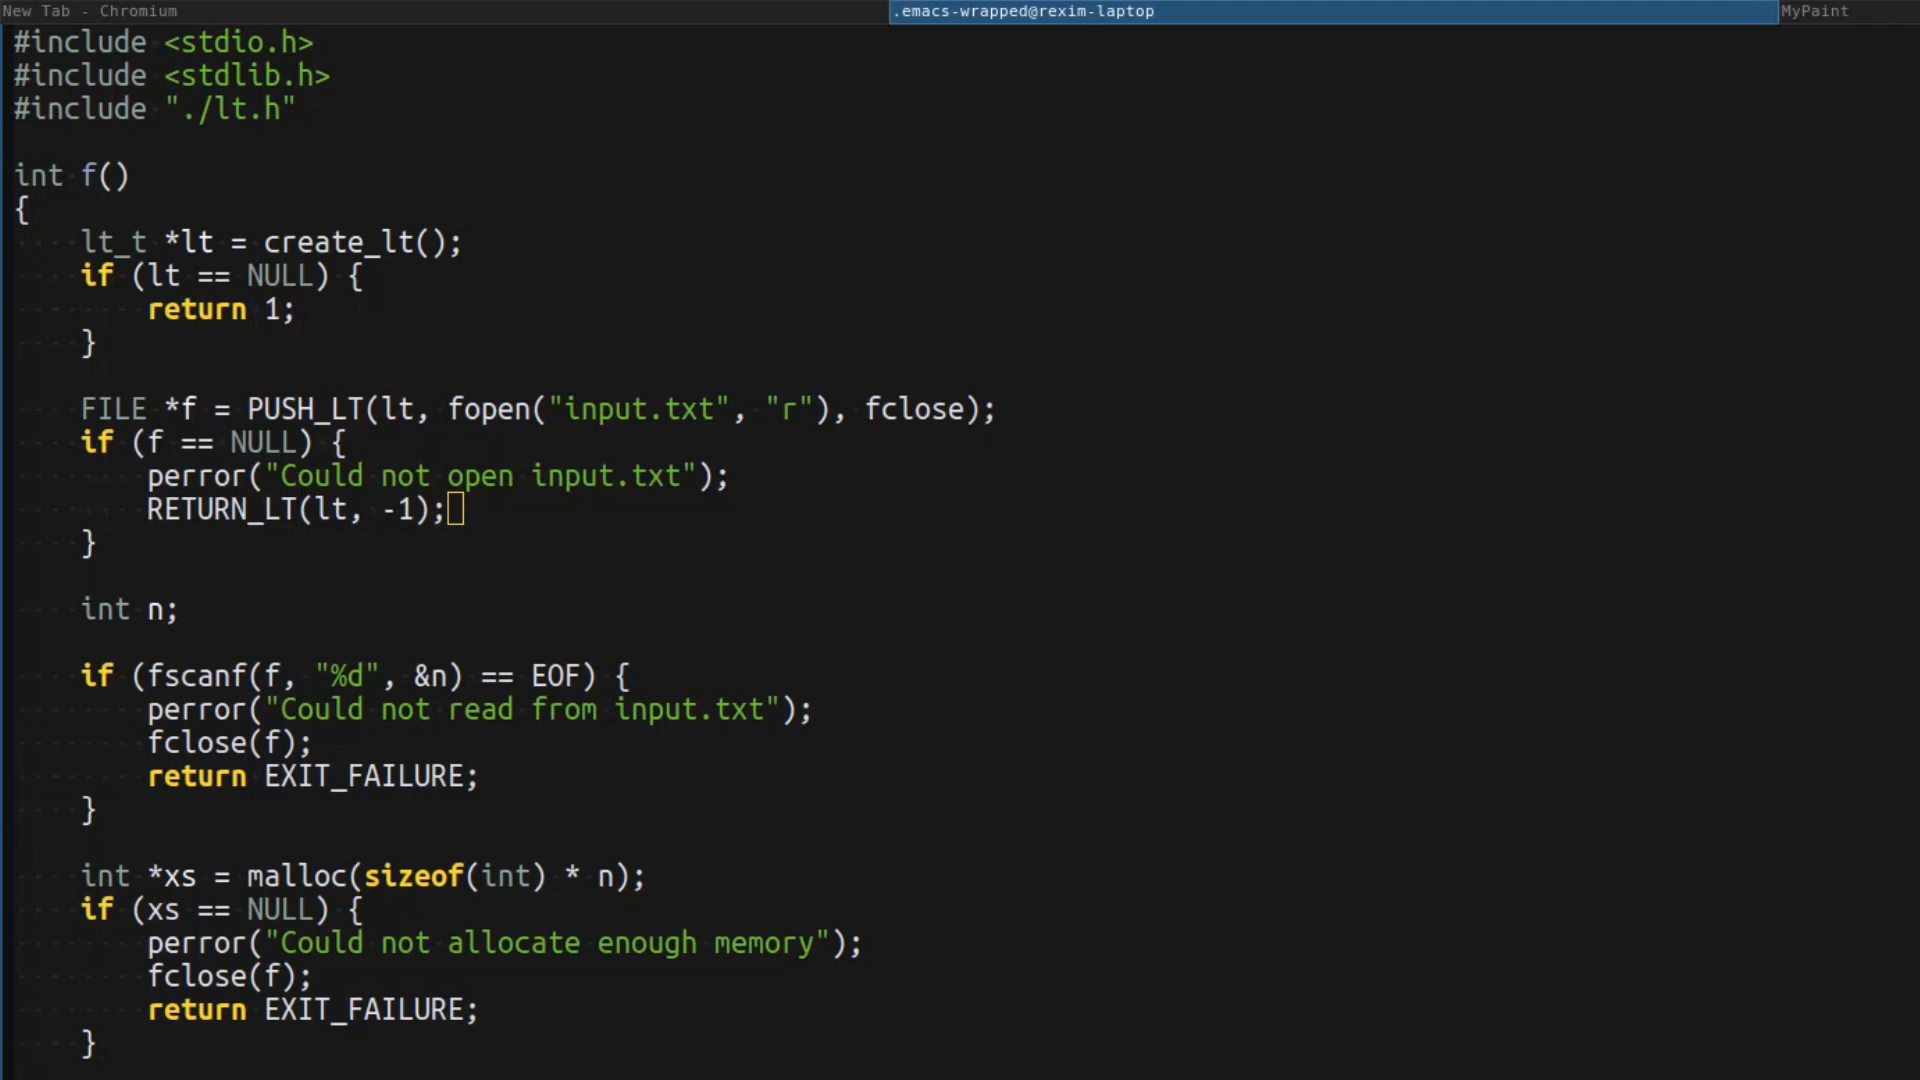 New Tab - Chromium
.emacs-wrapped@rexim-laptop
MyPaint
#include <stdio.h>
#include <stdlib.h>
#include "./lt.h"
int f()
{
lt_t *lt = create_lt();
if (lt == NULL) {
return 1;
}
FILE *f = PUSH_LT(lt, fopen("input.txt", "r"), fclose);
if (f == NULL) {
perror("Could not open input.txt");
RETURN_LT(lt, -1);
}
int n;
if (fscanf(f, "%d", &n) == EOF) {
perror("Could not read from input.txt");
fclose(f);
return EXIT_FAILURE;
}
int *xs = malloc(sizeof(int) * n);
if (xs == NULL) {
perror("Could not allocate enough memory");
fclose(f);
return EXIT_FAILURE;
}